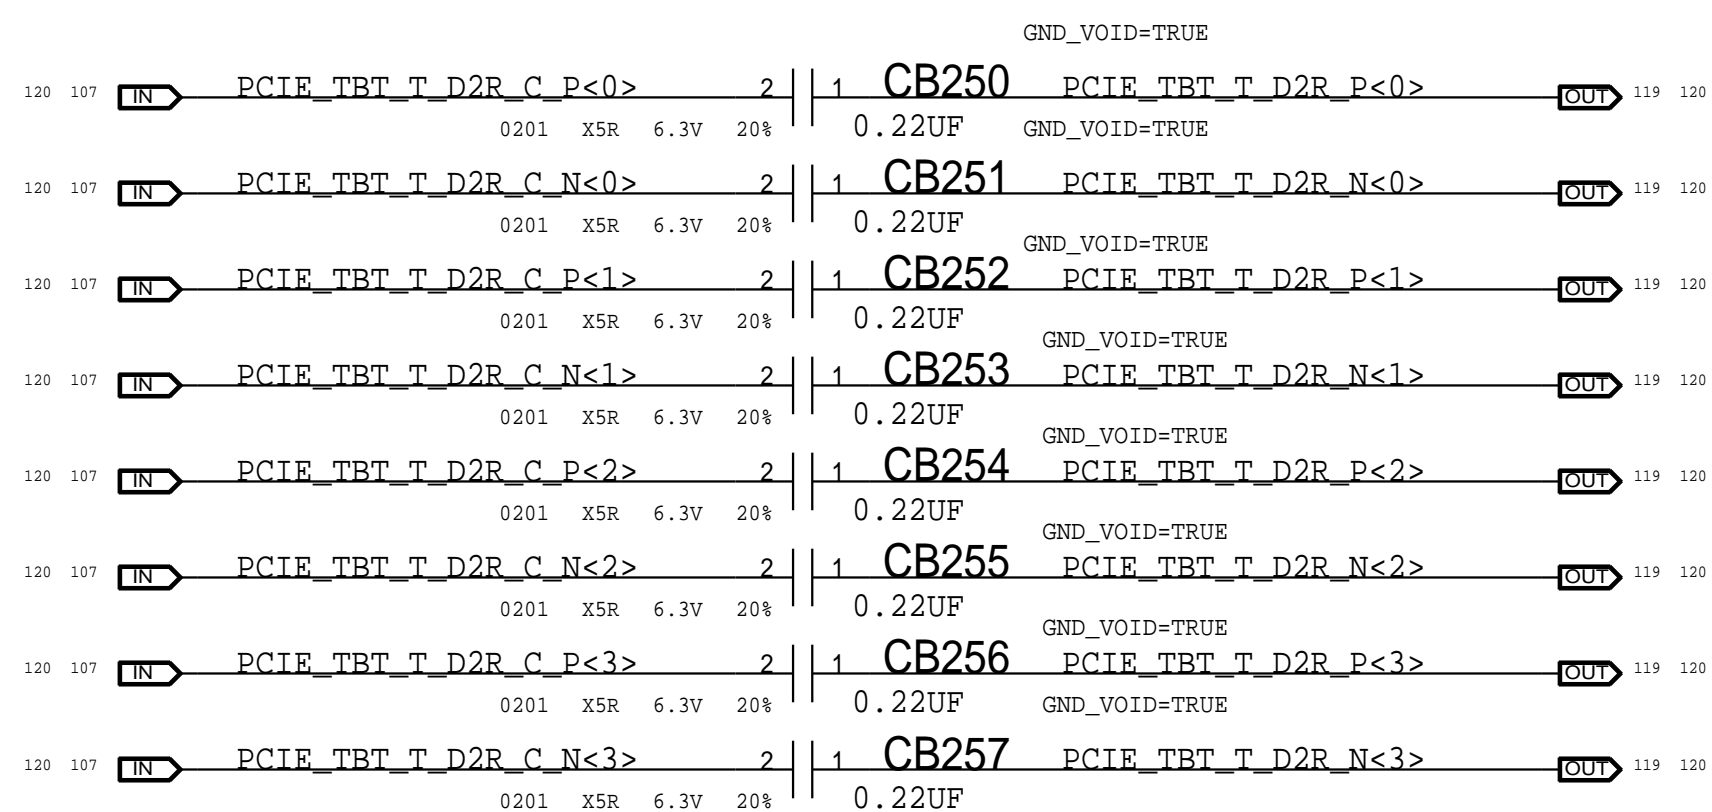 GND_VOID=TRUE
120 107 IN PCIE_TBT_T_D2R_C_P<0> 2 1 CB250 PCIE_TBT_T_D2R_P<0> OUT 119 120
0201 X5R 6.3V 20% 0.22UF GND_VOID=TRUE
120 107 IN PCIE_TBT_T_D2R_C_N<0> 2 1 CB251 PCIE_TBT_T_D2R_N<0> OUT 119 120
0201 X5R 6.3V 20% 0.22UF
GND_VOID=TRUE
120 107 IN PCIE_TBT_T_D2R_C_P<1> 2 1 CB252 PCIE_TBT_T_D2R_P<1> OUT 119 120
0201 X5R 6.3V 20% 0.22UF
GND_VOID=TRUE
120 107 IN PCIE_TBT_T_D2R_C_N<1> 2 1 CB253 PCIE_TBT_T_D2R_N<1> OUT 119 120
0201 X5R 6.3V 20% 0.22UF
GND_VOID=TRUE
120 107 IN PCIE_TBT_T_D2R_C_P<2> 2 1 CB254 PCIE_TBT_T_D2R_P<2> OUT 119 120
0201 X5R 6.3V 20% 0.22UF
GND_VOID=TRUE
120 107 IN PCIE_TBT_T_D2R_C_N<2> 2 1 CB255 PCIE_TBT_T_D2R_N<2> OUT 119 120
0201 X5R 6.3V 20% 0.22UF
GND_VOID=TRUE
120 107 IN PCIE_TBT_T_D2R_C_P<3> 2 1 CB256 PCIE_TBT_T_D2R_P<3> OUT 119 120
0201 X5R 6.3V 20% 0.22UF GND_VOID=TRUE
120 107 IN PCIE_TBT_T_D2R_C_N<3> 2 1 CB257 PCIE_TBT_T_D2R_N<3> OUT 119 120
0201 X5R 6.3V 20% 0.22UF